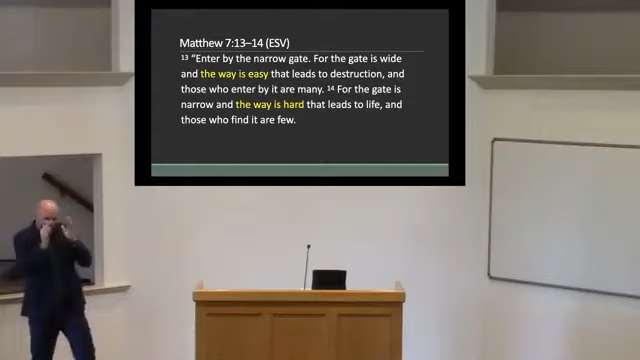 Matthew 7:13–14 (ESV)
13 “Enter by the narrow gate. For the gate is wide
and the way is easy that leads to destruction, and
those who enter by it are many. 14 For the gate is
narrow and the way is hard that leads to life, and
those who find it are few.